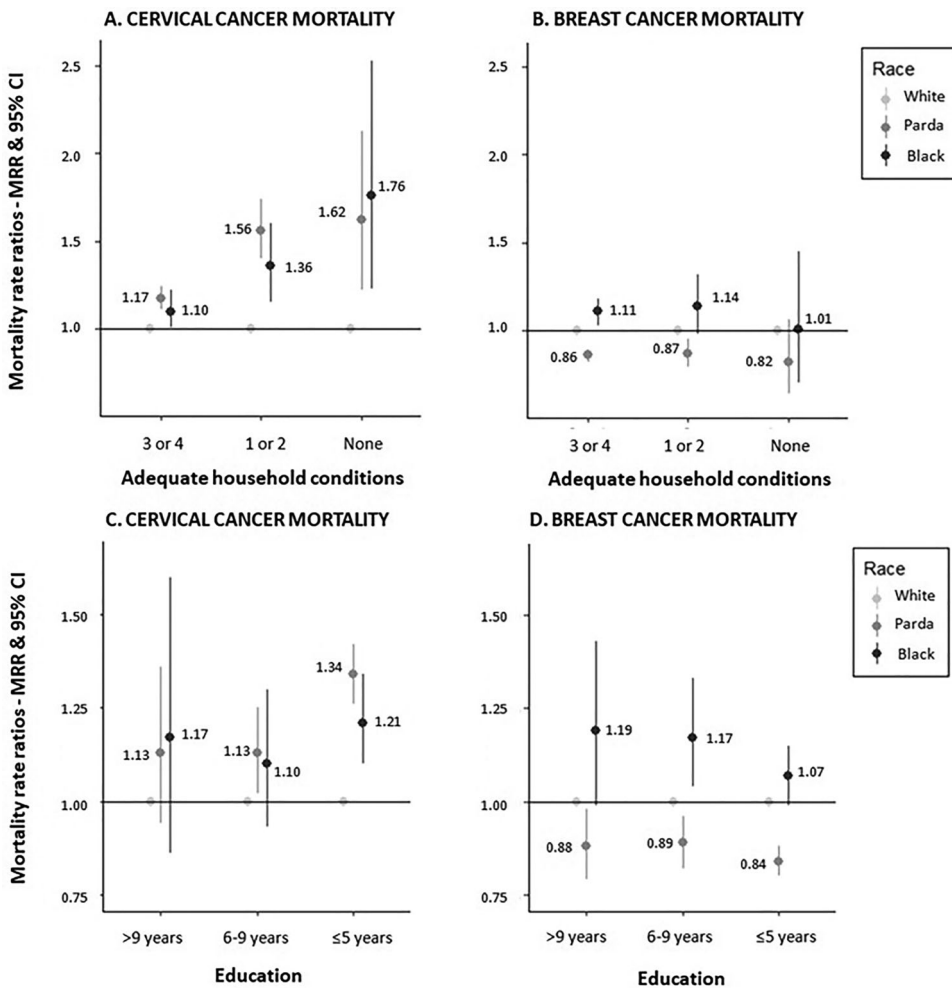 A. CERVICAL CANCER MORTALITY
Mortality rate ratios - MRR & 95% CI
2.5
2.0
1.5
1.0
1.17
1.10
1.56
1.36
1.62
1.76
3 or 4
1 or 2
None
Adequate household conditions
B. BREAST CANCER MORTALITY
2.5
2.0
1.5
1.0
0.86
1.11
0.87
1.14
0.82
1.01
3 or 4
1 or 2
None
Adequate household conditions
Race
White
Parda
Black
C. CERVICAL CANCER MORTALITY
Mortality rate ratios - MRR & 95% CI
1.50
1.25
1.00
0.75
1.13
1.17
1.13
1.10
1.34
1.21
>9 years
6-9 years
≤5 years
Education
D. BREAST CANCER MORTALITY
1.50
1.25
1.00
0.75
0.88
1.19
0.89
1.17
0.84
1.07
>9 years
6-9 years
≤5 years
Education
Race
White
Parda
Black